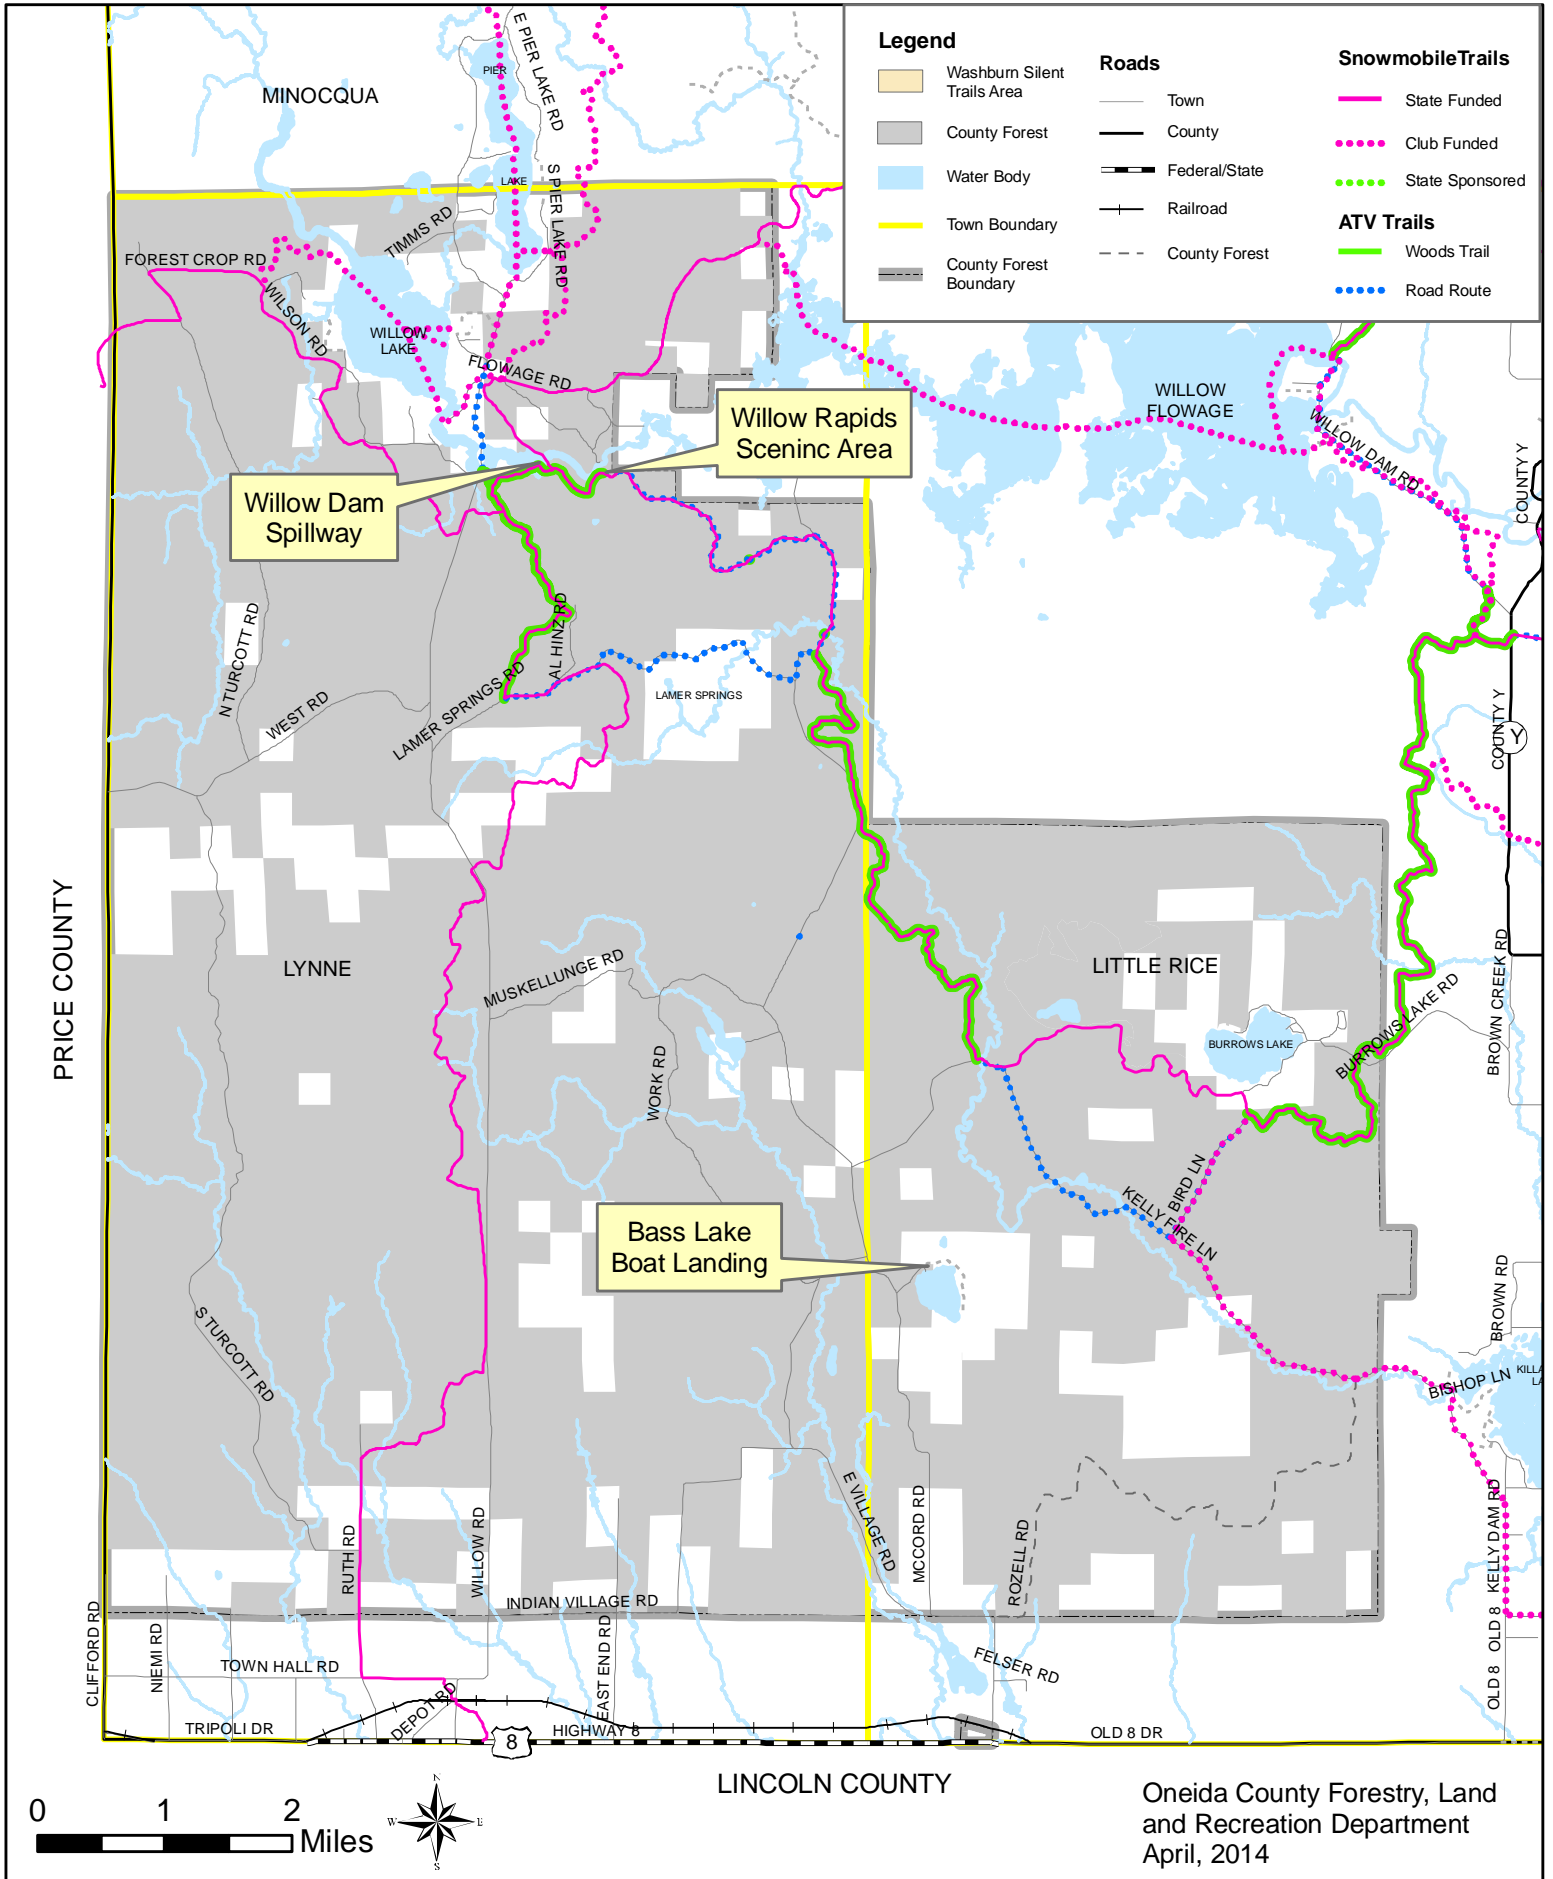 Legend
Washburn Silent
Trails Area
County Forest
Water Body
Town Boundary
County Forest
Boundary
Roads
Town
County
Federal/State
Railroad
County Forest
SnowmobileTrails
State Funded
Club Funded
State Sponsored
ATV Trails
Woods Trail
Road Route
MINOCQUA
PIER
LAKE
E PIER LAKE RD
S PIER LAKE RD
TIMMS RD
FOREST CROP RD
WILSON RD
WILLOW
LAKE
FLOWAGE RD
WILLOW
FLOWAGE
WILLOW DAM RD
COUNTY Y
Willow Rapids
Sceninc Area
Willow Dam
Spillway
N TURCOTT RD
AL HINZ RD
WEST RD
LAMER SPRINGS RD
LAMER SPRINGS
COUNTY Y
Y
PRICE COUNTY
LYNNE
MUSKELLUNGE RD
WORK RD
LITTLE RICE
BURROWS LAKE
BURROWS LAKE RD
BROWN CREEK RD
BIRD LN
KELLY FIRE LN
Bass Lake
Boat Landing
S TURCOTT RD
BROWN RD
BISHOP LN
KILLA
LA
E VILLAGE RD
MCCORD RD
ROZELL RD
OLD 8 KELLY DAM RD
OLD 8
RUTH RD
WILLOW RD
INDIAN VILLAGE RD
CLIFFORD RD
NIEMI RD
TOWN HALL RD
EAST END RD
FELSER RD
TRIPOLI DR
DEPOT RD
8
HIGHWAY 8
OLD 8 DR
LINCOLN COUNTY
0 1 2
Miles
N
W E
S
Oneida County Forestry, Land
and Recreation Department
April, 2014